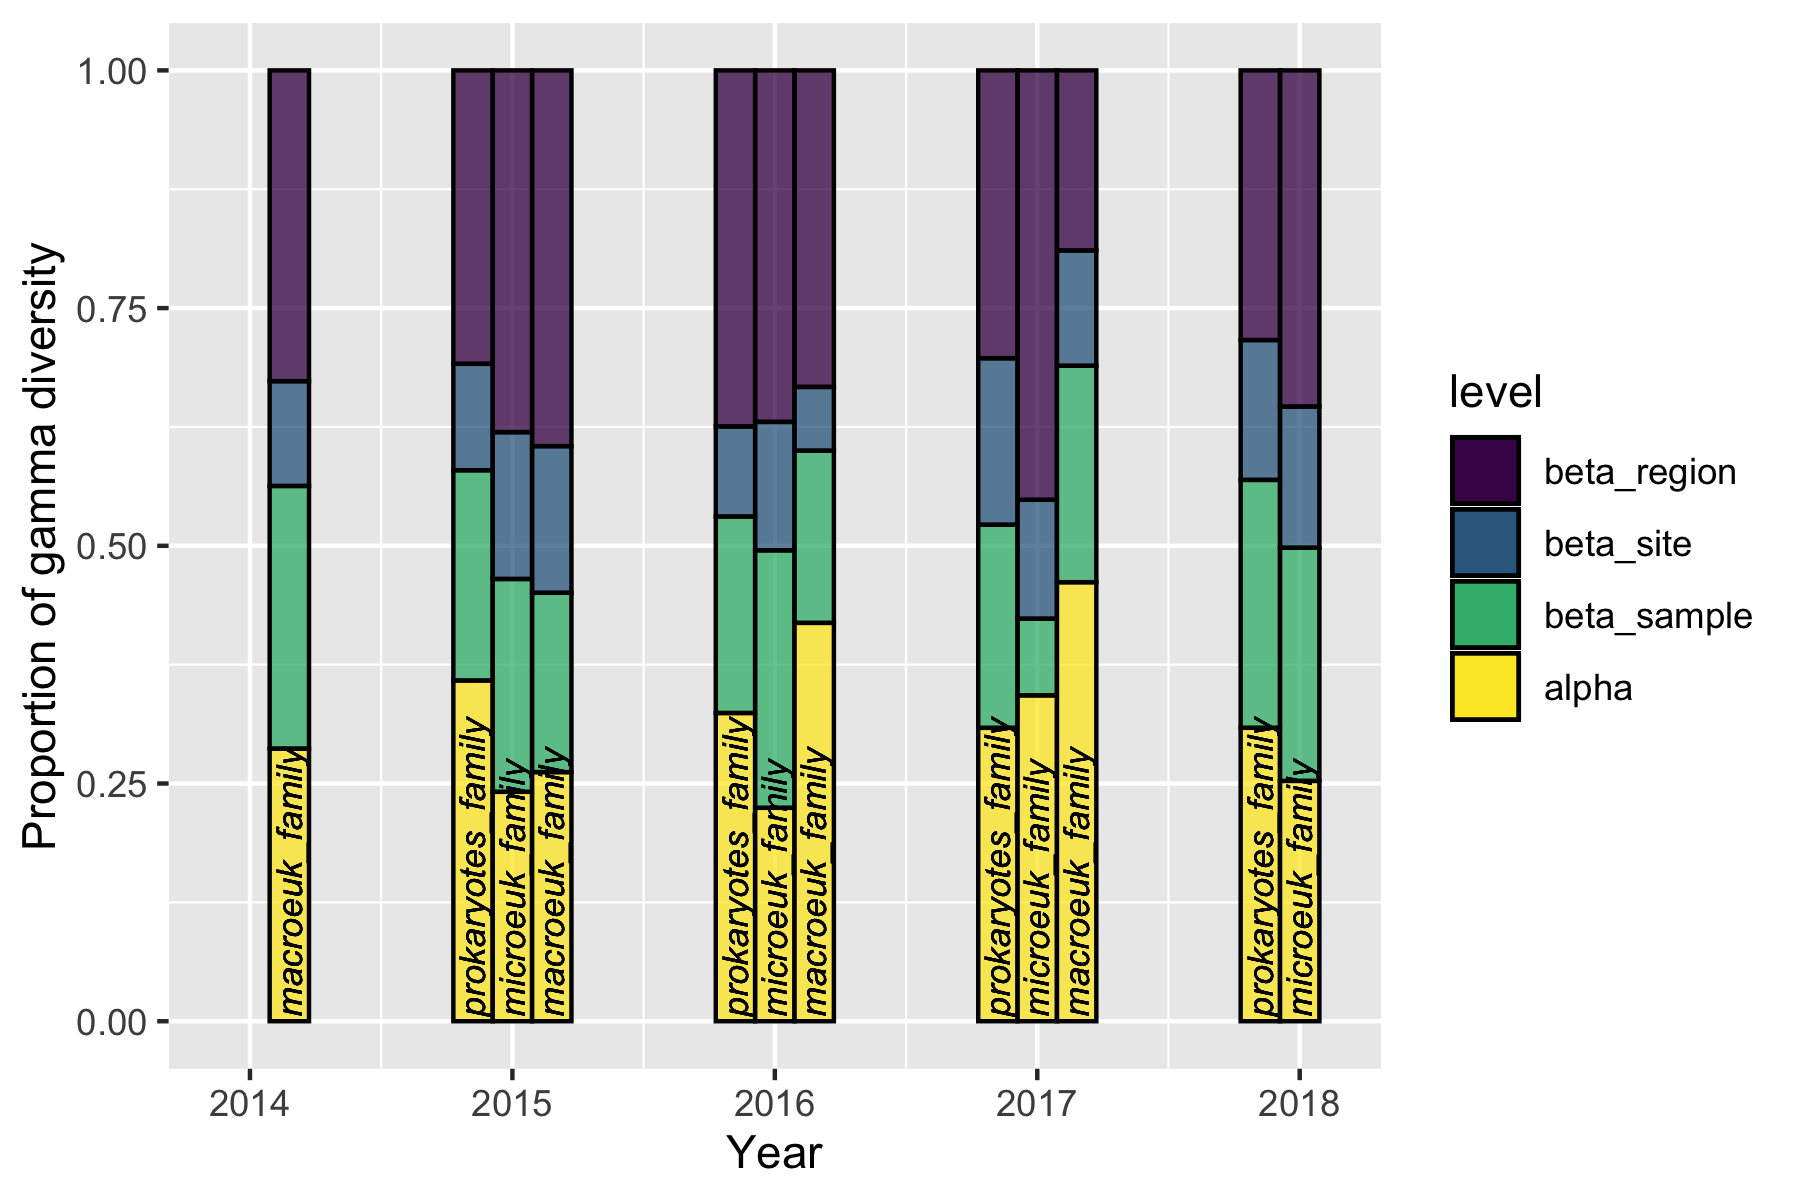 Proportion of gamma diversity
1.00
0.75
0.50
0.25
0.00
macroeuk_family
prokaryotes_family
microeuk_family
macroeuk_family
prokaryotes_family
microeuk_family
macroeuk_family
prokaryotes_family
microeuk_family
macroeuk_family
prokaryotes_family
microeuk_family
2014 2015 2016 2017 2018
Year
level
beta_region
beta_site
beta_sample
alpha